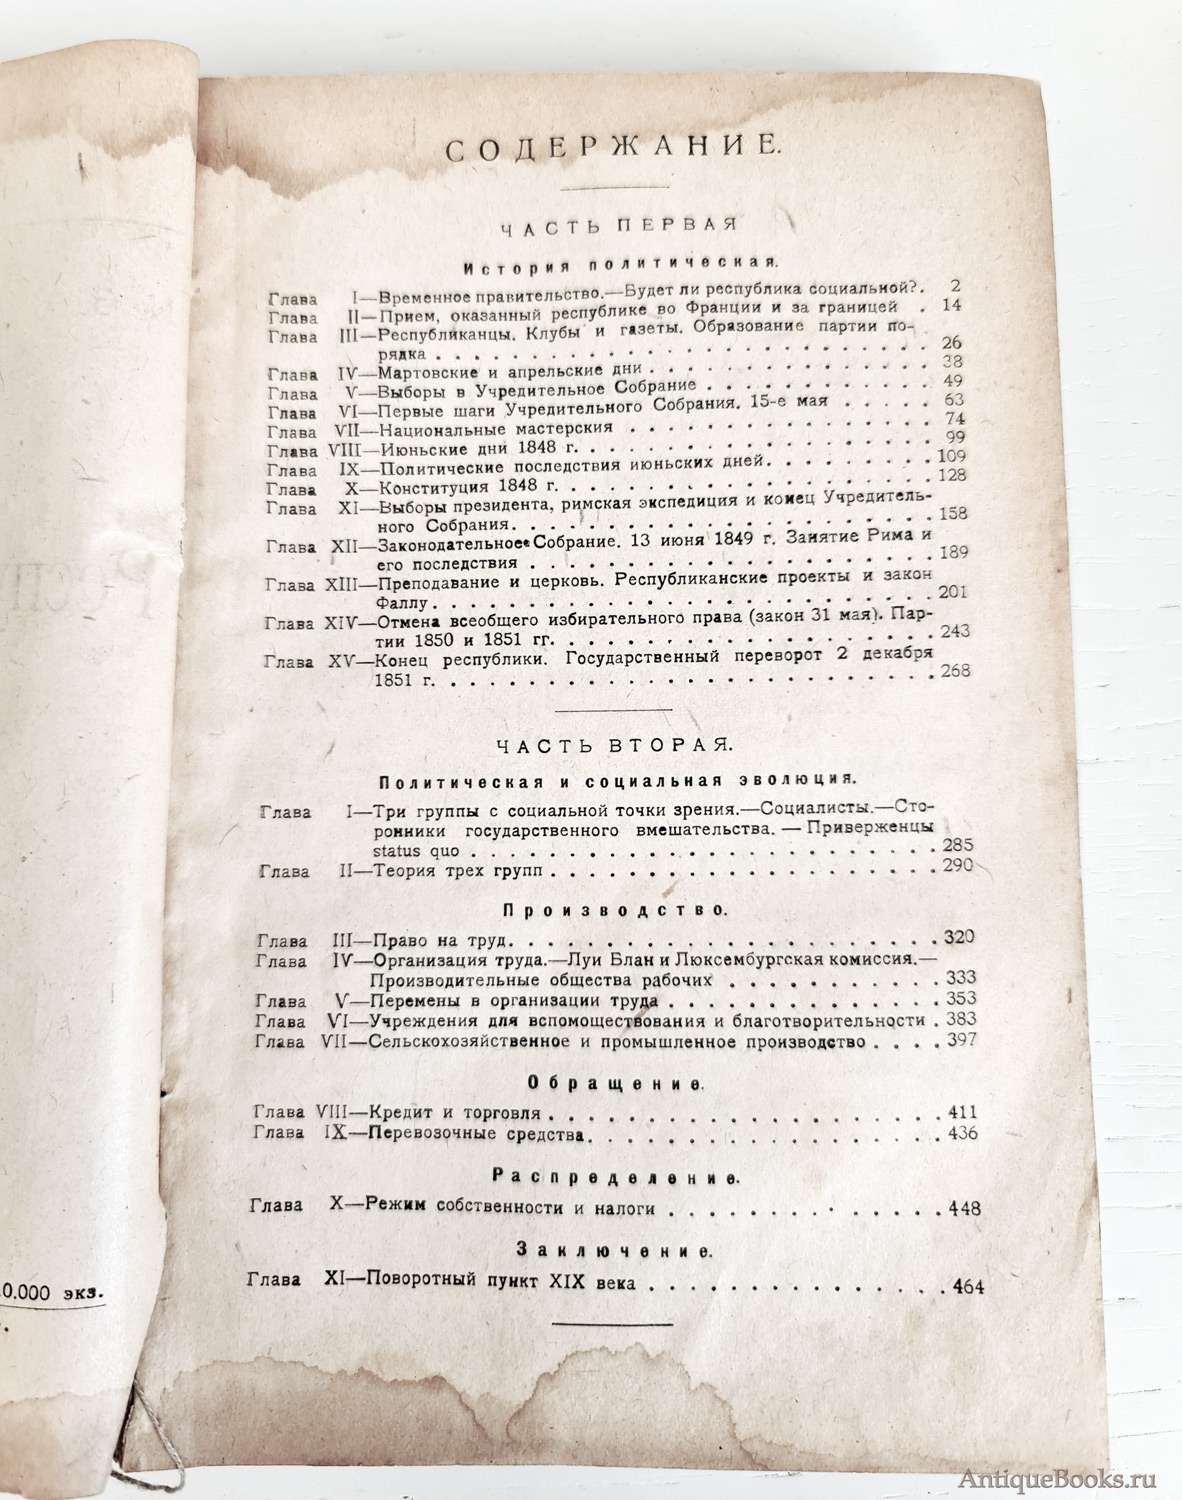 СОДЕРЖАНИЕ.
ЧАСТЬ ПЕРВАЯ
История политическая.
Глава I—Временное правительство.—Будет ли республика социальной?. 2
Глава II—Прием, оказанный республике во Франции и за границей . 14
Глава III—Республиканцы. Клубы и газеты. Образование партии по-
рядка . . . . . . . . . . . . . . . . . . . . . . . . . 26
Глава IV—Мартовские и апрельские дни . . . . . . . . . . . . . . 38
Глава V—Выборы в Учредительное Собрание . . . . . . . . . . . 49
Глава VI—Первые шаги Учредительного Собрания. 15-е мая . . . . . 63
Глава VII—Национальные мастерския . . . . . . . . . . . . . . . 74
Глава VIII—Июньские дни 1848 г. . . . . . . . . . . . . . . . . . 99
Глава IX—Политические последствия июньских дней. . . . . . . . . 109
Глава X—Конституция 1848 г. . . . . . . . . . . . . . . . . . . 128
Глава XI—Выборы президента, римская экспедиция и конец Учредитель-
ного Собрания. . . . . . . . . . . . . . . . . . . . . . 158
Глава XII—Законодательное Собрание. 13 июня 1849 г. Занятие Рима и
его последствия . . . . . . . . . . . . . . . . . . . . 189
Глава XIII—Преподавание и церковь. Республиканские проекты и закон
Фаллу. . . . . . . . . . . . . . . . . . . . . . . . . . 201
Глава XIV—Отмена всеобщего избирательного права (закон 31 мая). Пар-
тии 1850 и 1851 гг. . . . . . . . . . . . . . . . . . . . 243
Глава XV—Конец республики. Государственный переворот 2 декабря
1851 г. . . . . . . . . . . . . . . . . . . . . . . . . . 268
ЧАСТЬ ВТОРАЯ.
Политическая и социальная эволюция.
Глава I—Три группы с социальной точки зрения.—Социалисты.—Сто-
ронники государственного вмешательства. — Приверженцы
status quo . . . . . . . . . . . . . . . . . . . . . . . . 285
Глава II—Теория трех групп . . . . . . . . . . . . . . . . . . . . 290
Производство.
Глава III—Право на труд. . . . . . . . . . . . . . . . . . . . . . 320
Глава IV—Организация труда.—Луи Блан и Люксембургская комиссия.—
Производительные общества рабочих . . . . . . . . . . . 333
Глава V—Перемены в организации труда . . . . . . . . . . . . . . 353
Глава VI—Учреждения для вспомоществования и благотворительности . 383
Глава VII—Сельскохозяйственное и промышленное производство . . . . 397
Обращение.
Глава VIII—Кредит и торговля . . . . . . . . . . . . . . . . . . . . 411
Глава IX—Перевозочные средства. . . . . . . . . . . . . . . . . . 436
Распределение.
Глава X—Режим собственности и налоги . . . . . . . . . . . . . . 448
Заключение.
Глава XI—Поворотный пункт XIX века . . . . . . . . . . . . . . . 464
0.000 экз.
AntiqueBooks.ru